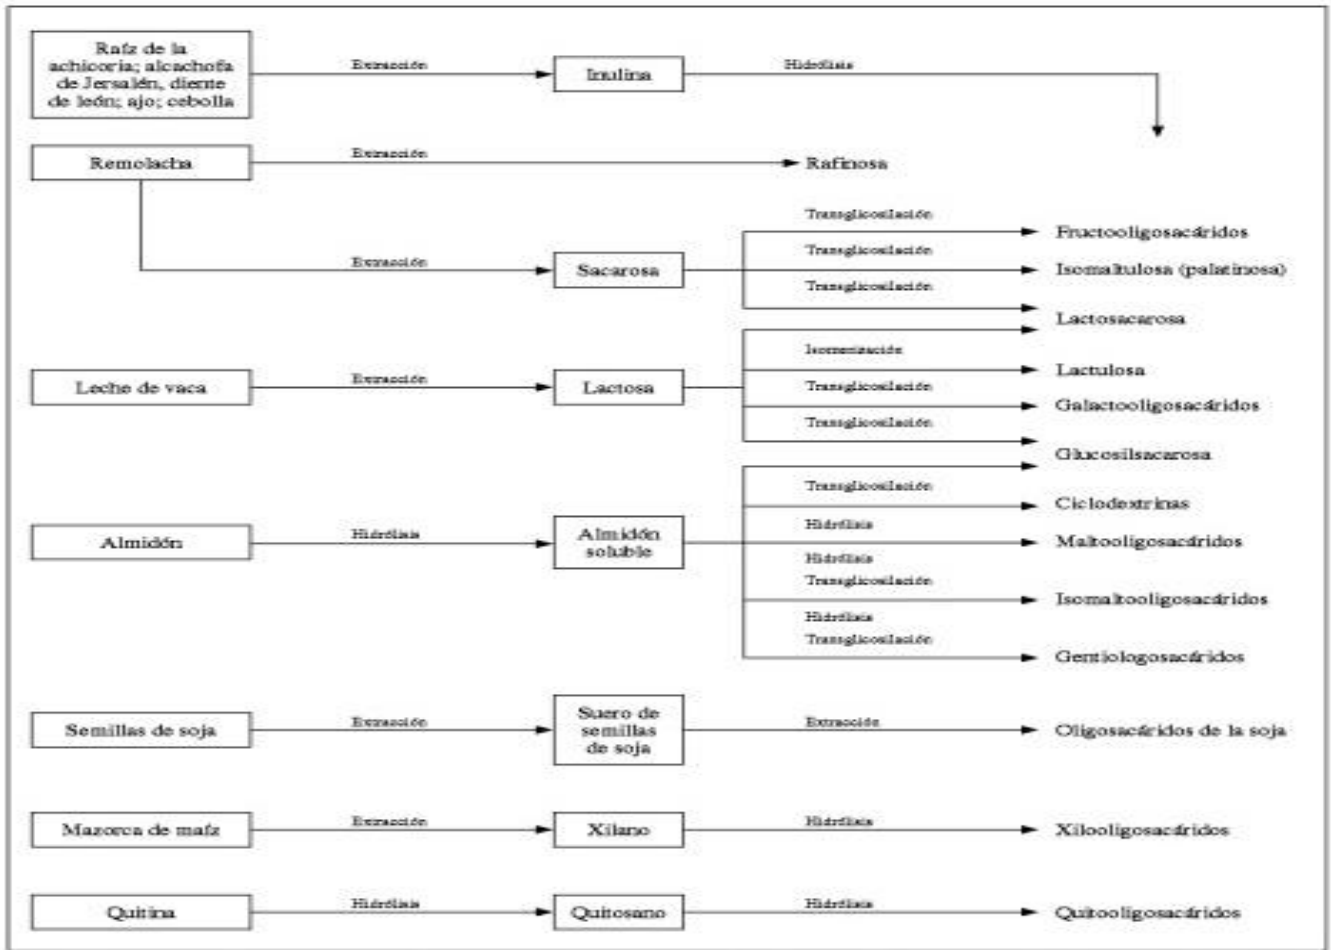 Raíz de la
achicoria; alcachofa
de Jersalén, diente
de león; ajo; cebolla
Extracción
Inulina
Hidrólisis
Remolacha
Extracción
Rafinosa
Extracción
Sacarosa
Transglicosilación
Fructooligosacáridos
Transglicosilación
Isomaltulosa (palatinosa)
Transglicosilación
Lactosacarosa
Leche de vaca
Extracción
Lactosa
Isomerización
Lactulosa
Transglicosilación
Galactooligosacáridos
Transglicosilación
Glucosilsacarosa
Almidón
Hidrólisis
Almidón
soluble
Transglicosilación
Ciclodextrinas
Hidrólisis
Maltooligosacáridos
Hidrólisis
Transglicosilación
Isomaltooligosacáridos
Hidrólisis
Transglicosilación
Gentiologosacáridos
Semillas de soja
Extracción
Suero de
semillas
de soja
Extracción
Oligosacáridos de la soja
Mazorca de maíz
Extracción
Xilano
Hidrólisis
Xilooligosacáridos
Quitina
Hidrólisis
Quitosano
Hidrólisis
Quitooligosacáridos